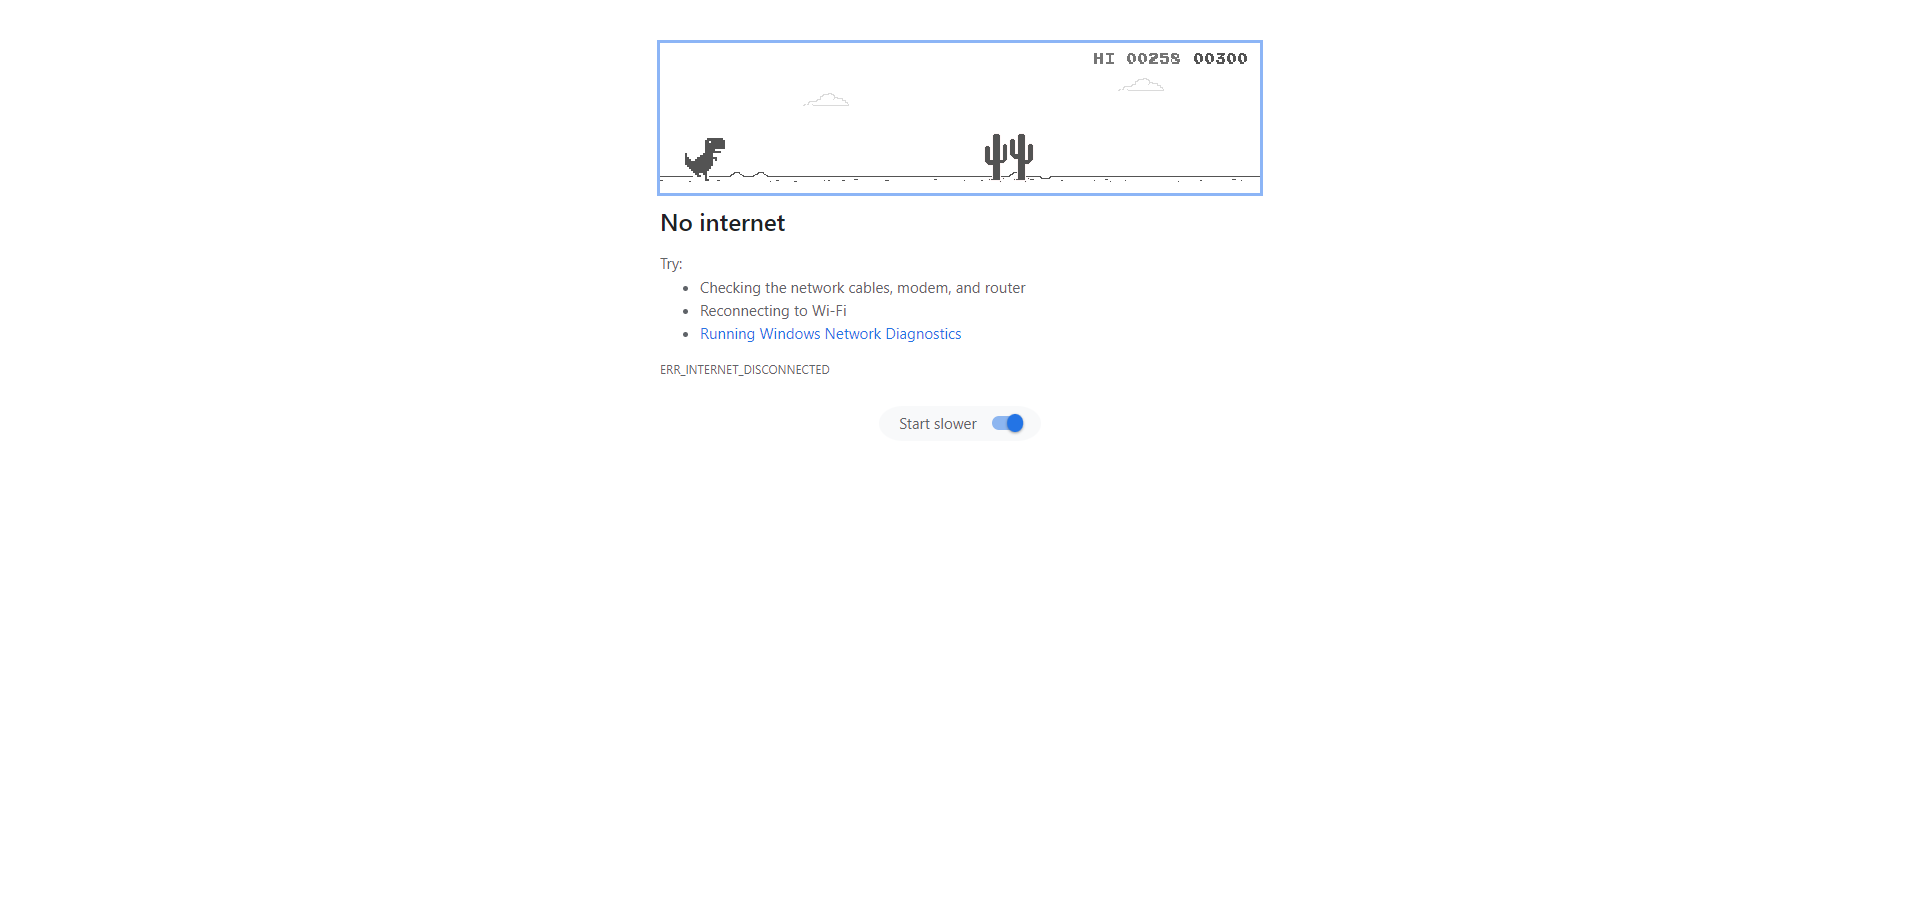 HI 00258 00300
No internet
Try:
• Checking the network cables, modem, and router
• Reconnecting to Wi-Fi
• Running Windows Network Diagnostics
ERR_INTERNET_DISCONNECTED
Start slower